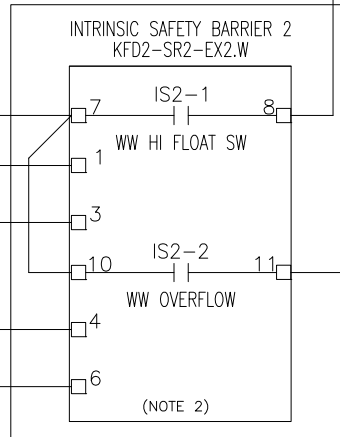 INTRINSIC SAFETY BARRIER 2
KFD2-SR2-EX2.W
7 IS2-1 8
WW HI FLOAT SW
1
3
10 IS2-2 11
WW OVERFLOW
4
6
(NOTE 2)